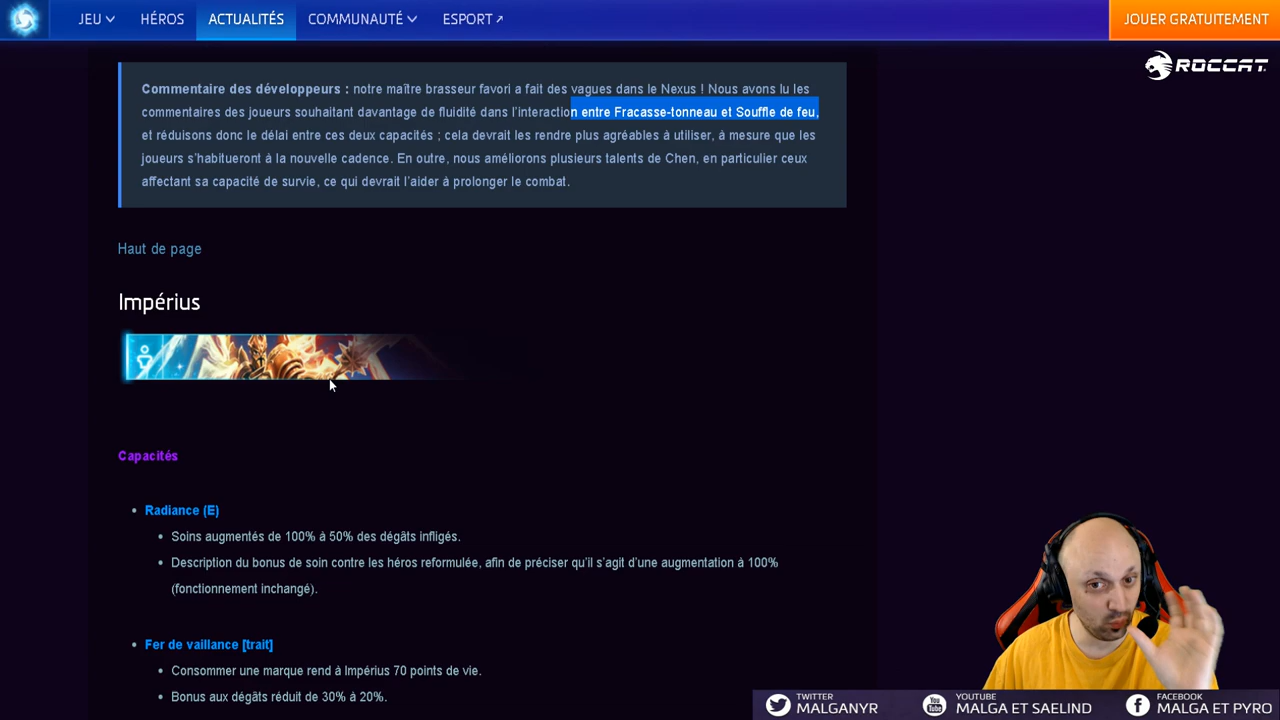 JEU HÉROS ACTUALITÉS COMMUNAUTÉ ESPORT JOUER GRATUITEMENT
ROCCAT
Commentaire des développeurs : notre maître brasseur favori a fait des vagues dans le Nexus ! Nous avons lu les
commentaires des joueurs souhaitant davantage de fluidité dans l'interaction entre Fracasse-tonneau et Souffle de feu,
et réduisons donc le délai entre ces deux capacités ; cela devrait les rendre plus agréables à utiliser, à mesure que les
joueurs s'habitueront à la nouvelle cadence. En outre, nous améliorons plusieurs talents de Chen, en particulier ceux
affectant sa capacité de survie, ce qui devrait l'aider à prolonger le combat.
Haut de page
Impérius
Capacités
Radiance (E)
Soins augmentés de 100% à 50% des dégâts infligés.
Description du bonus de soin contre les héros reformulée, afin de préciser qu'il s'agit d'une augmentation à 100%
(fonctionnement inchangé).
Fer de vaillance [trait]
Consommer une marque rend à Impérius 70 points de vie.
Bonus aux dégâts réduit de 30% à 20%.
TWITTER
MALGANYR
YOUTUBE
MALGA ET SAELIND
FACEBOOK
MALGA ET PYRO